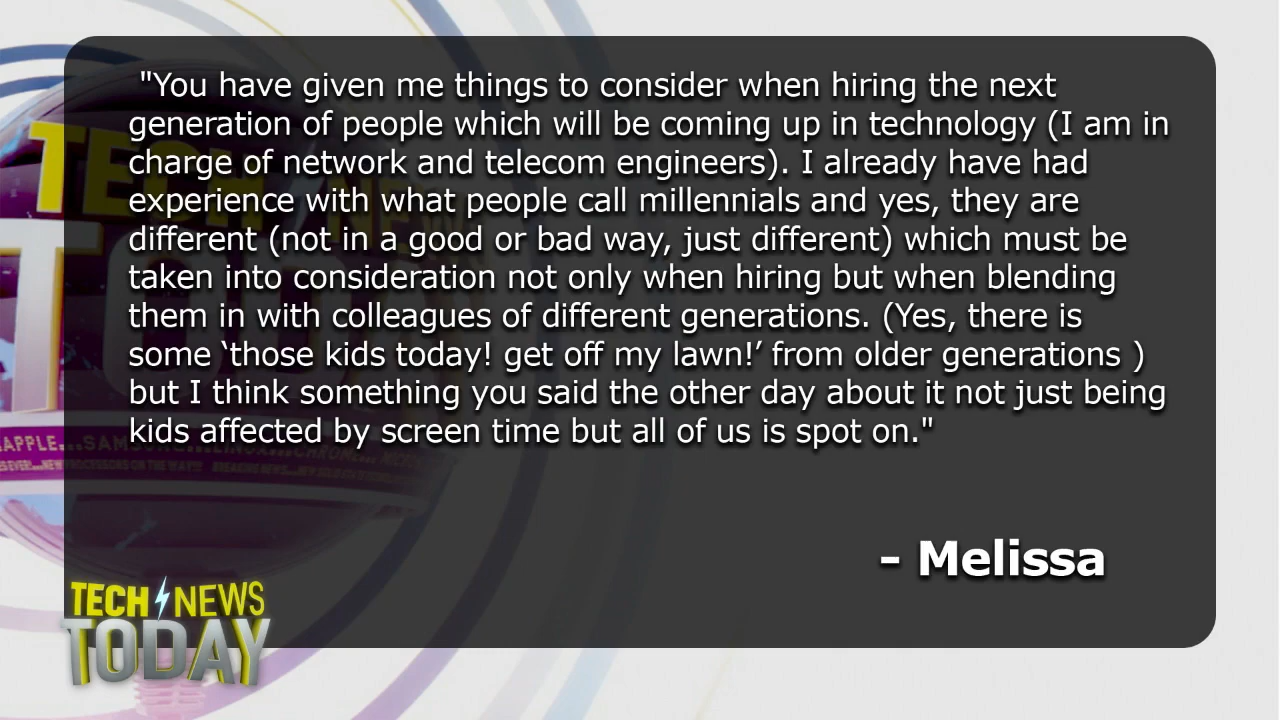 "You have given me things to consider when hiring the next
generation of people which will be coming up in technology (I am in
charge of network and telecom engineers). I already have had
experience with what people call millennials and yes, they are
different (not in a good or bad way, just different) which must be
taken into consideration not only when hiring but when blending
them in with colleagues of different generations. (Yes, there is
some ‘those kids today! get off my lawn!’ from older generations )
but I think something you said the other day about it not just being
kids affected by screen time but all of us is spot on."
- Melissa
TECH NEWS
TODAY
TECH
APPLE...SAM
CHROME...